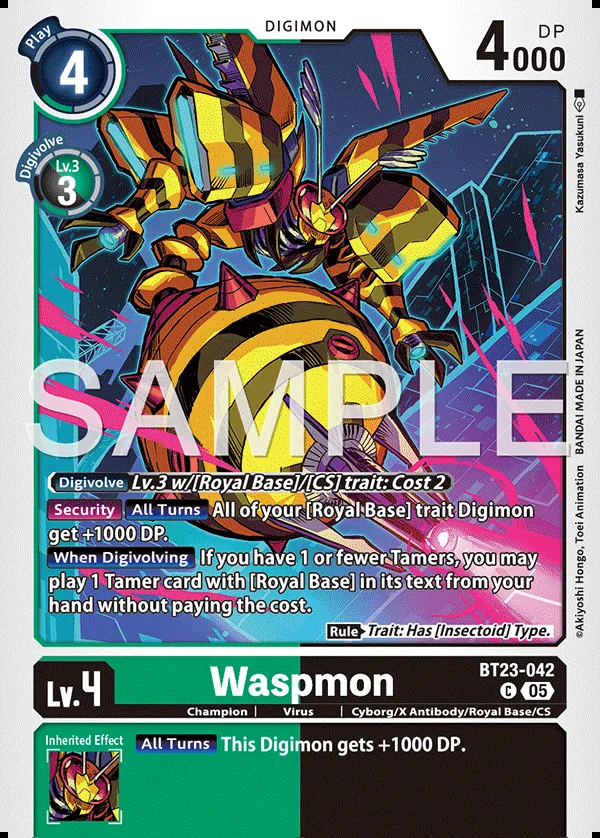 DIGIMON
Play
4
4000
DP
Digivolve
Lv.3
3
Kazumasa Yasukuni
SAMPLE
©Akiyoshi Hongo, Toei Animation BANDAI MADE IN JAPAN
Digivolve Lv.3 w/[Royal Base]/[CS] trait: Cost 2
Security All Turns All of your [Royal Base] trait Digimon
get +1000 DP.
When Digivolving If you have 1 or fewer Tamers, you may
play 1 Tamer card with [Royal Base] in its text from your
hand without paying the cost.
Rule Trait: Has [Insectoid] Type.
Lv.4
Waspmon
BT23-042
C 05
Champion | Virus | Cyborg/X Antibody/Royal Base/CS
Inherited Effect
All Turns This Digimon gets +1000 DP.